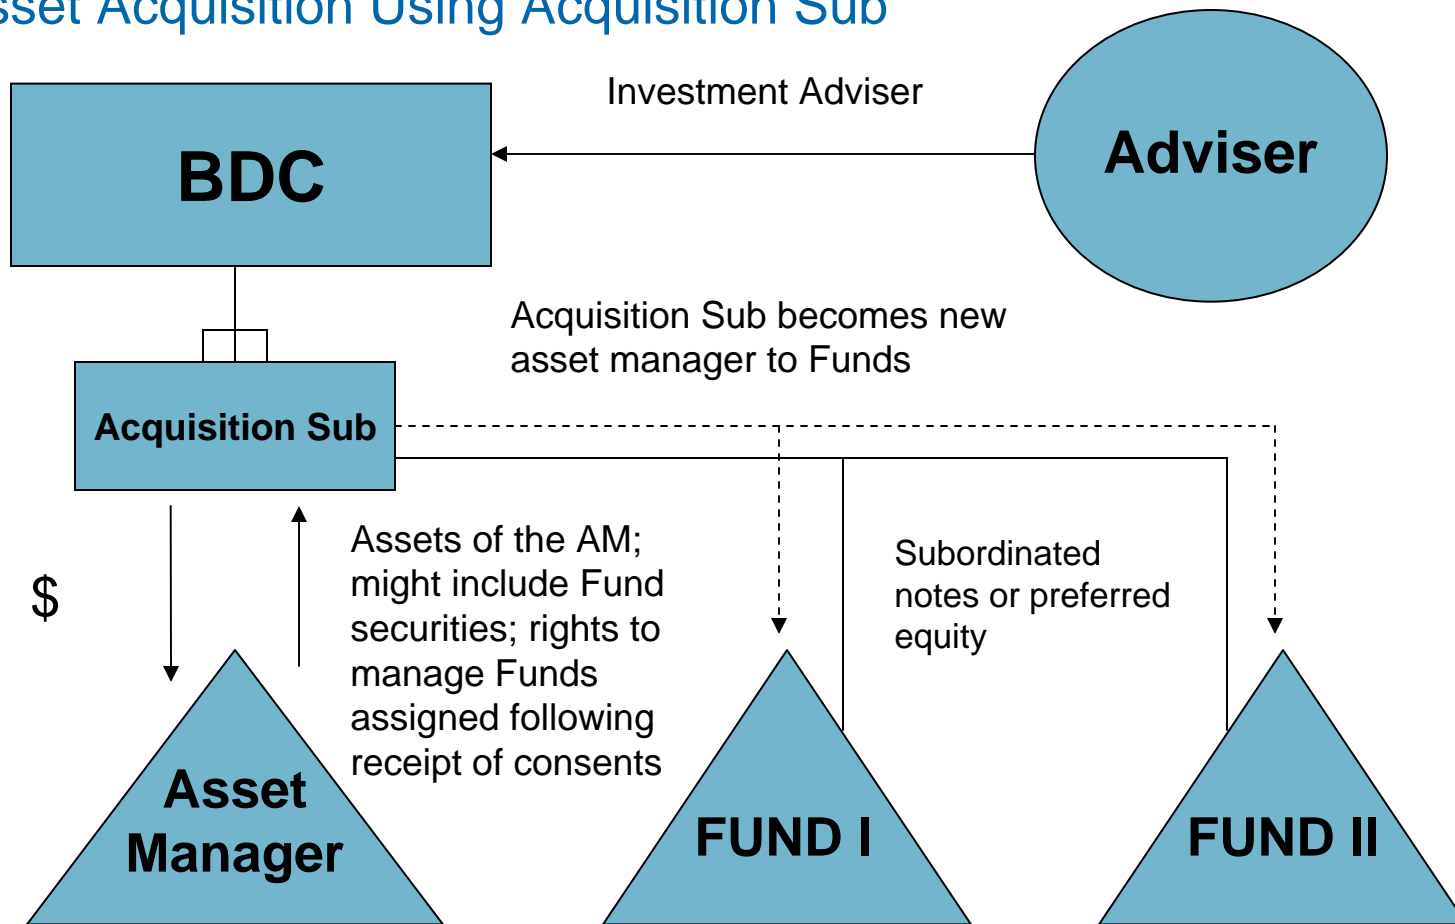 sset Acquisition Using Acquisition Sub
Investment Adviser
Adviser
BDC
Acquisition Sub becomes new
asset manager to Funds
Acquisition Sub
$
Assets of the AM;
might include Fund
securities; rights to
manage Funds
assigned following
receipt of consents
Subordinated
notes or preferred
equity
Asset
Manager
FUND I
FUND II